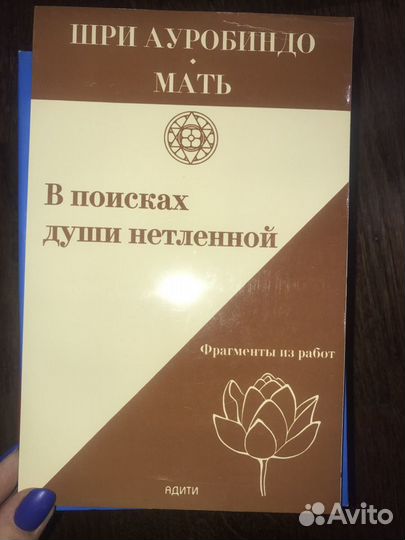 ШРИ АУРОБИНДО
МАТЬ
В поисках
души нетленной
Фрагменты из работ
АДИТИ
Avito